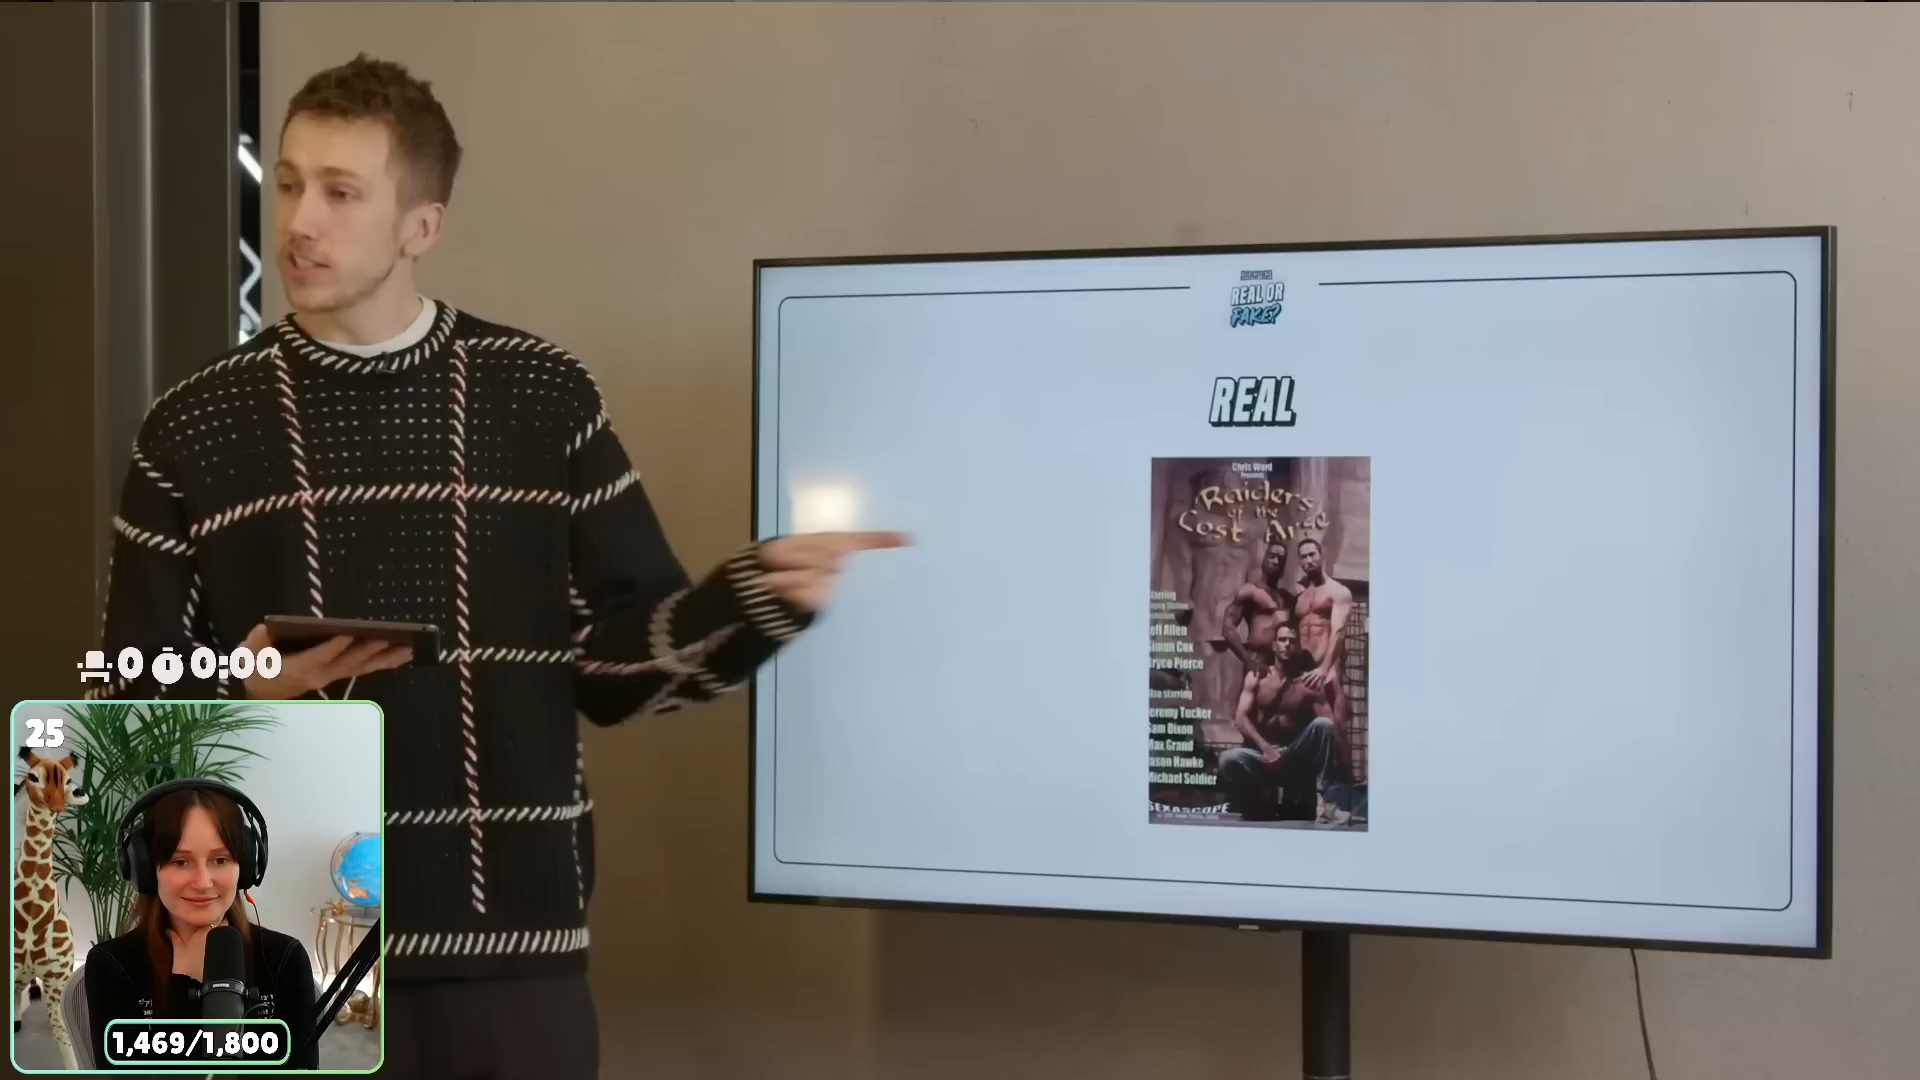 REAL OR
FAKE?
REAL
Chris Ward
Presents
Raiders
of the
Lost Arse
Starring
Jeff Allen
Simon Cox
Bryce Pierce
Also starring
Jeremy Tucker
Sam Dixon
Max Grand
Jason Hawke
Michael Soldier
SEXASCOPE
0 0:00
25
1,469/1,800